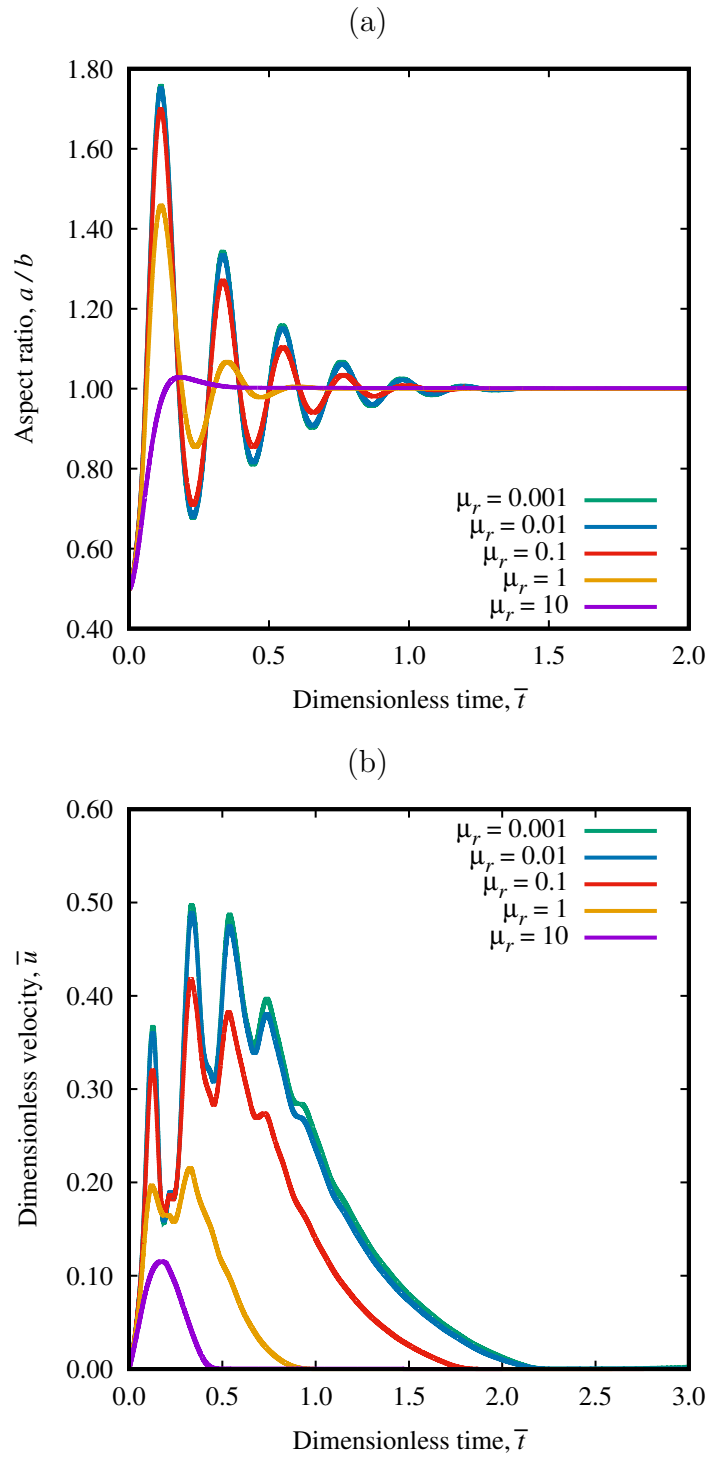 (a)
1.80
1.60
1.40
1.20
1.00
0.80
0.60
0.40
Aspect ratio, a / b
μr = 0.001
μr = 0.01
μr = 0.1
μr = 1
μr = 10
0.0 0.5 1.0 1.5 2.0
Dimensionless time, t̅
(b)
0.60
0.50
0.40
0.30
0.20
0.10
0.00
Dimensionless velocity, u̅
μr = 0.001
μr = 0.01
μr = 0.1
μr = 1
μr = 10
0.0 0.5 1.0 1.5 2.0 2.5 3.0
Dimensionless time, t̅